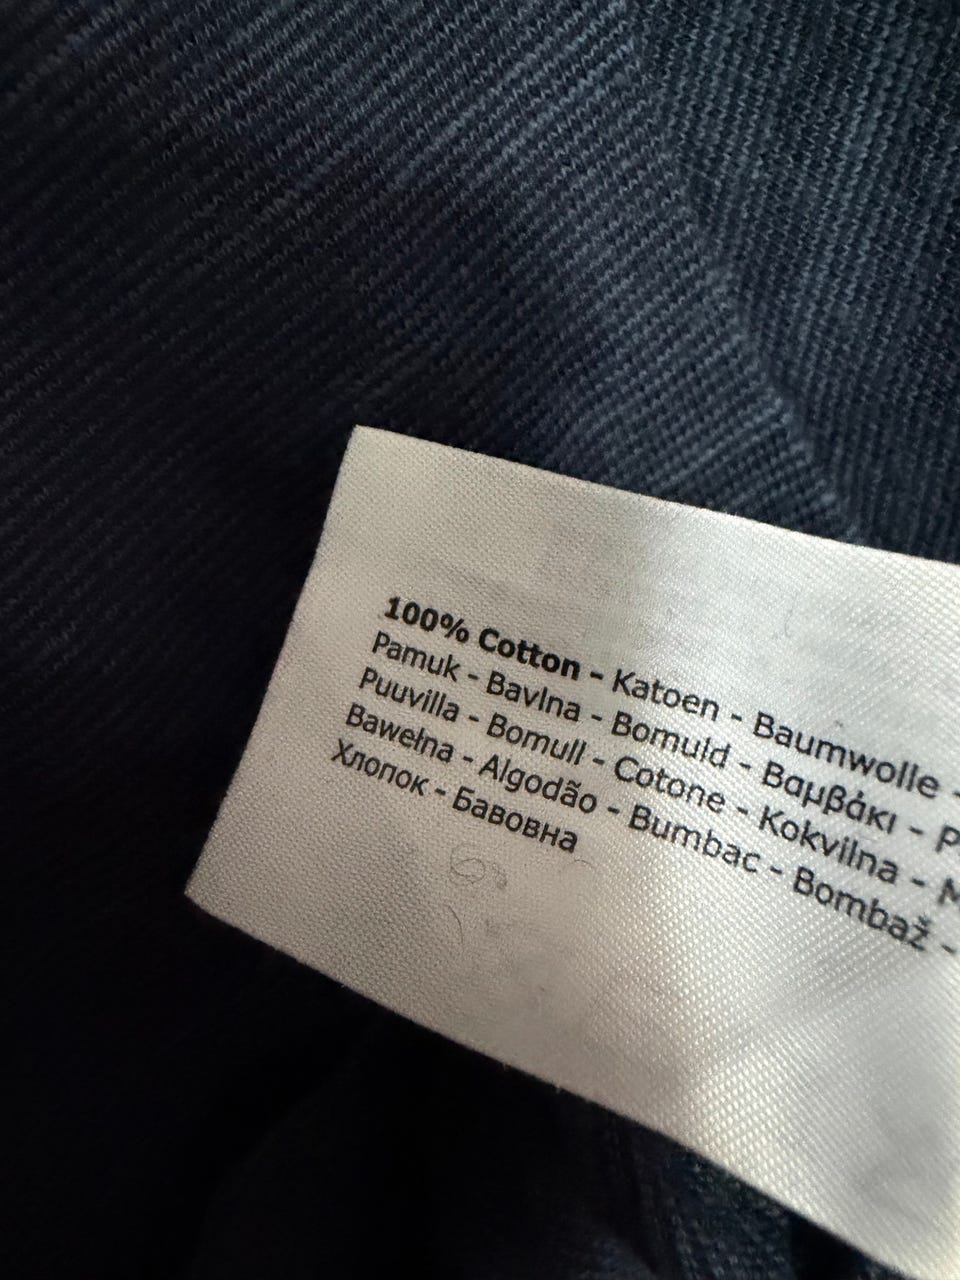 100% Cotton - Katoen - Baumwolle -
Pamuk - Bavlna - Bomuld - Βαμβάκι -
Puuvilla - Bomull - Cotone - Kokvilna -
Bawełna - Algodão - Bumbac - Bombaž -
Хлопок - Бавовна